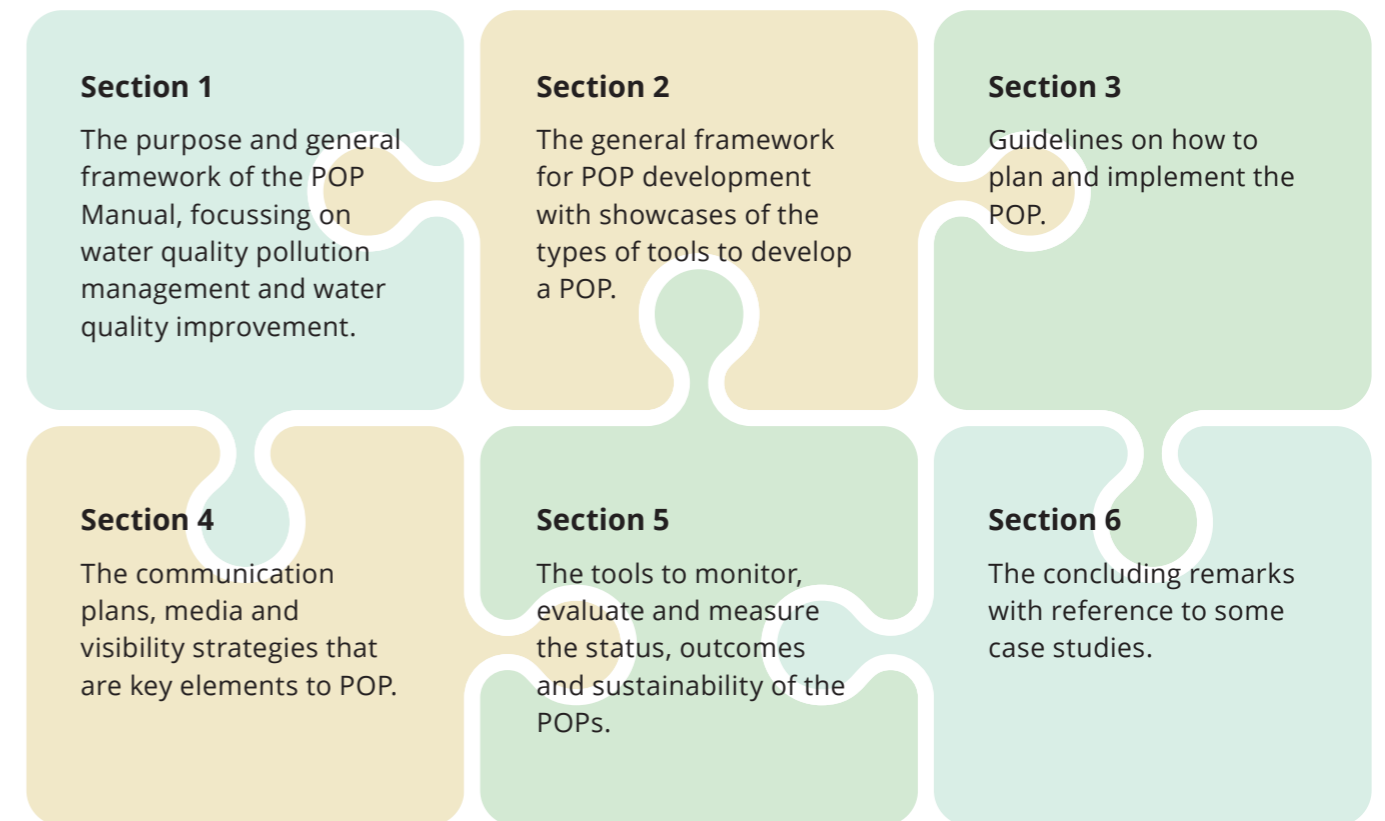 Section 1
The purpose and general
framework of the POP
Manual, focussing on
water quality pollution
management and water
quality improvement.
Section 2
The general framework
for POP development
with showcases of the
types of tools to develop
a POP.
Section 3
Guidelines on how to
plan and implement the
POP.
Section 4
The communication
plans, media and
visibility strategies that
are key elements to POP.
Section 5
The tools to monitor,
evaluate and measure
the status, outcomes
and sustainability of the
POPs.
Section 6
The concluding remarks
with reference to some
case studies.